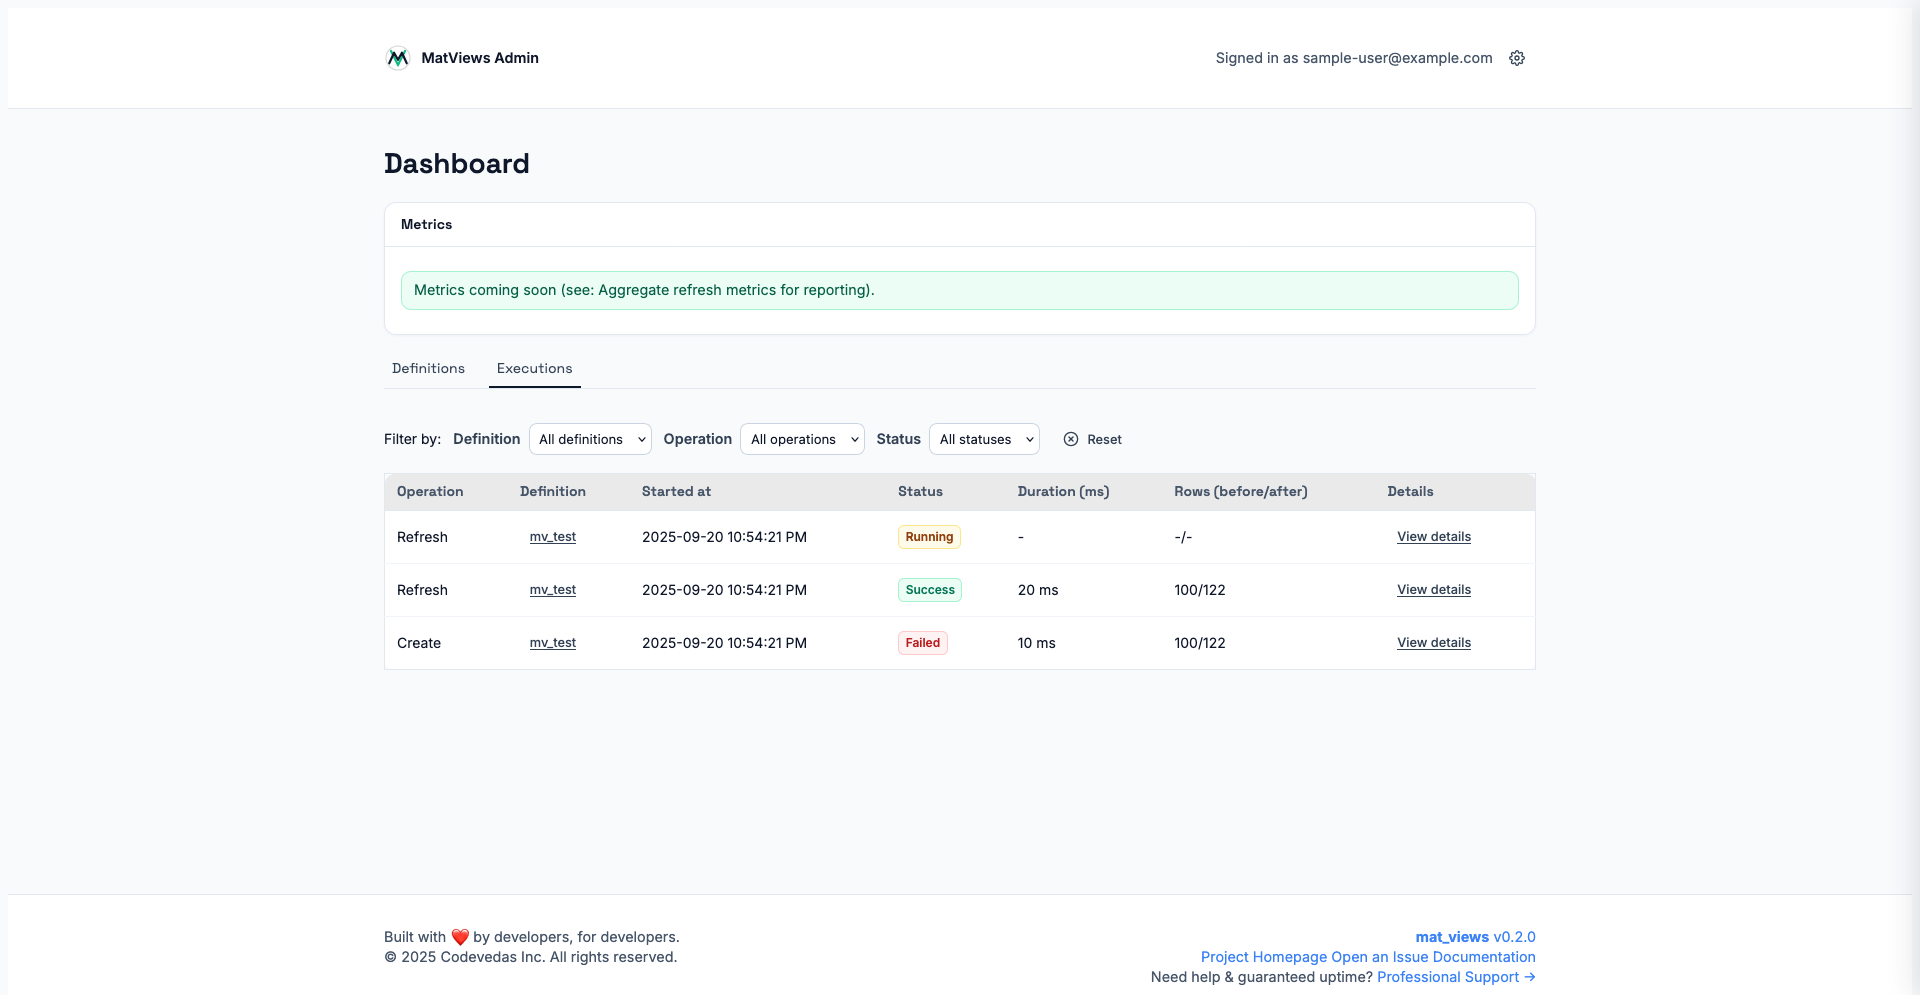 MatViews Admin
Signed in as sample-user@example.com
Dashboard
Metrics
Metrics coming soon (see: Aggregate refresh metrics for reporting).
Definitions Executions
Filter by: Definition All definitions Operation All operations Status All statuses Reset
Operation Definition Started at Status Duration (ms) Rows (before/after) Details
Refresh mv_test 2025-09-20 10:54:21 PM Running - -/- View details
Refresh mv_test 2025-09-20 10:54:21 PM Success 20 ms 100/122 View details
Create mv_test 2025-09-20 10:54:21 PM Failed 10 ms 100/122 View details
Built with ❤️ by developers, for developers.
© 2025 Codevedas Inc. All rights reserved.
mat_views v0.2.0
Project Homepage Open an Issue Documentation
Need help & guaranteed uptime? Professional Support →